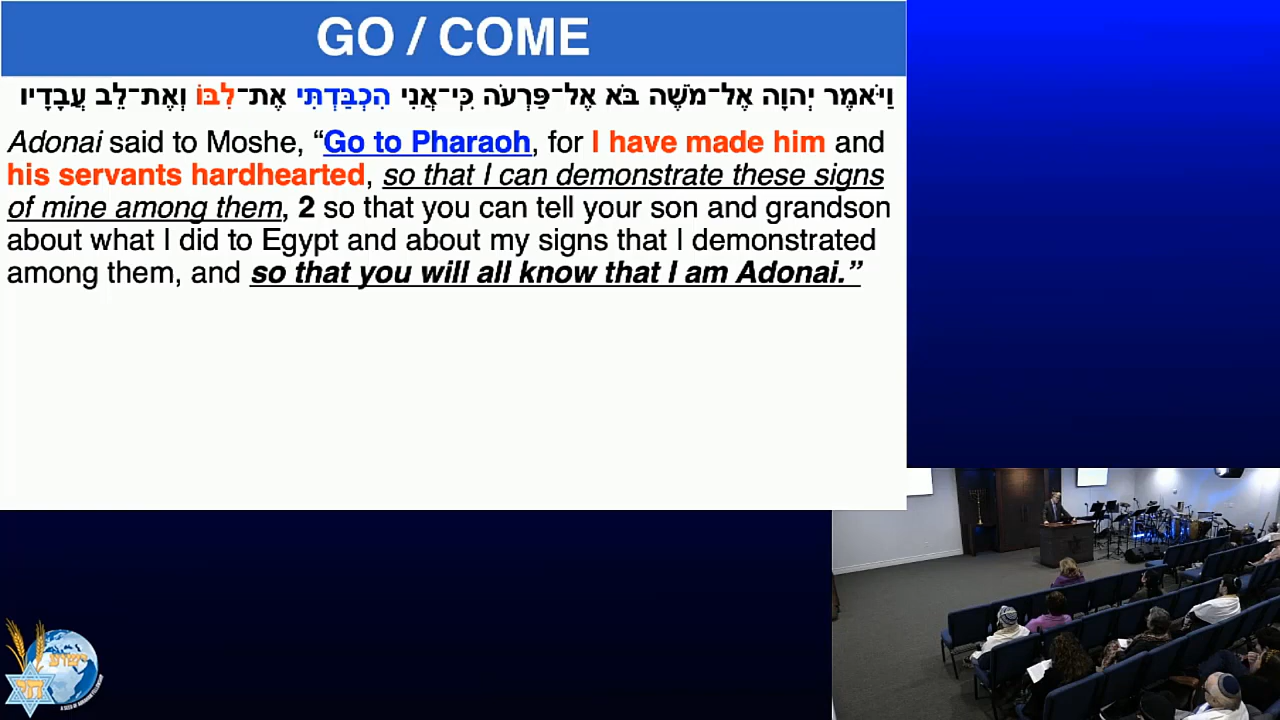 GO / COME
וַיֹּאמֶר יְהוָה אֶל־מֹשֶׁה בֹּא אֶל־פַּרְעֹה כִּי־אֲנִי הִכְבַּדְתִּי אֶת־לִבּוֹ וְאֶת־לֵב עֲבָדָיו
Adonai said to Moshe, “Go to Pharaoh, for I have made him and
his servants hardhearted, so that I can demonstrate these signs
of mine among them, 2 so that you can tell your son and grandson
about what I did to Egypt and about my signs that I demonstrated
among them, and so that you will all know that I am Adonai.”
ישוע
חי